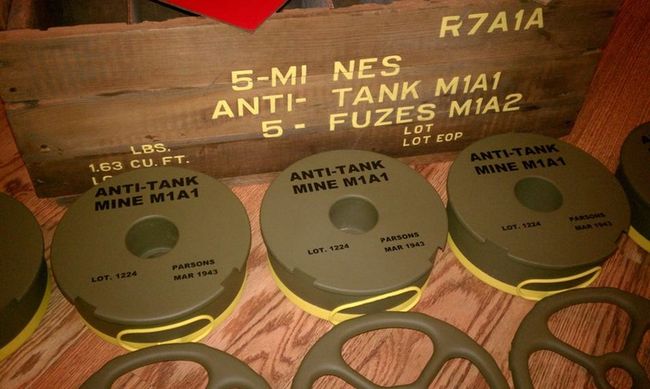 R7A1A
5-MI NES
ANTI- TANK M1A1
5 - FUZES M1A2
LOT
LOT EOP
LBS.
1.63 CU. FT.
ANTI-TANK
MINE M1A1
LOT. 1224
PARSONS
MAR 1943
ANTI-TANK
MINE M1A1
LOT. 1224
PARSONS
MAR 1943
ANTI-TANK
MINE M1A1
LOT. 1224
PARSONS
MAR 1943